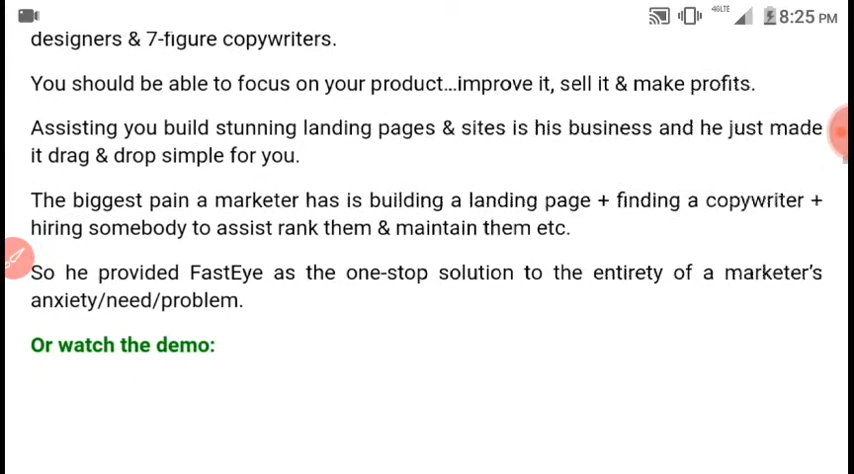 4GLTE 8:25 PM
designers & 7-figure copywriters.
You should be able to focus on your product...improve it, sell it & make profits.
Assisting you build stunning landing pages & sites is his business and he just made
it drag & drop simple for you.
The biggest pain a marketer has is building a landing page + finding a copywriter +
hiring somebody to assist rank them & maintain them etc.
So he provided FastEye as the one-stop solution to the entirety of a marketer's
anxiety/need/problem.
Or watch the demo: